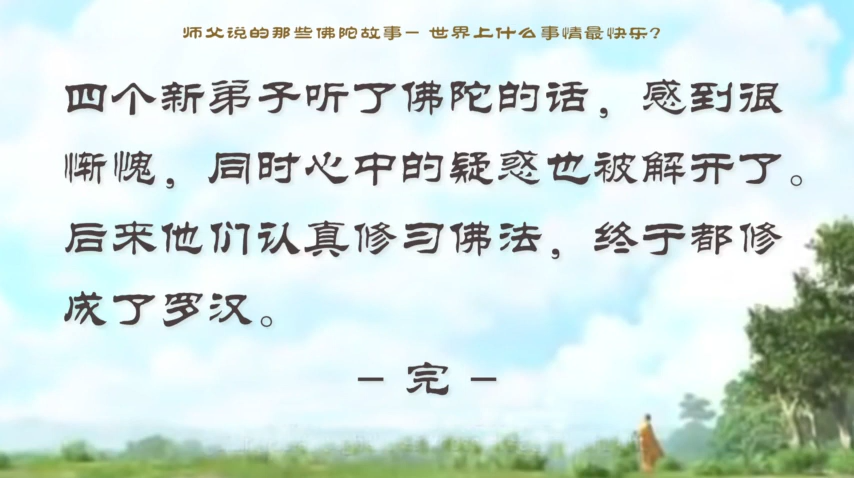 师父说的那些佛陀故事– 世界上什么事情最快乐?
四个新弟子听了佛陀的话，感到很
惭愧，同时心中的疑惑也被解开了。
后来他们认真修习佛法，终于都修
成了罗汉。
– 完 –